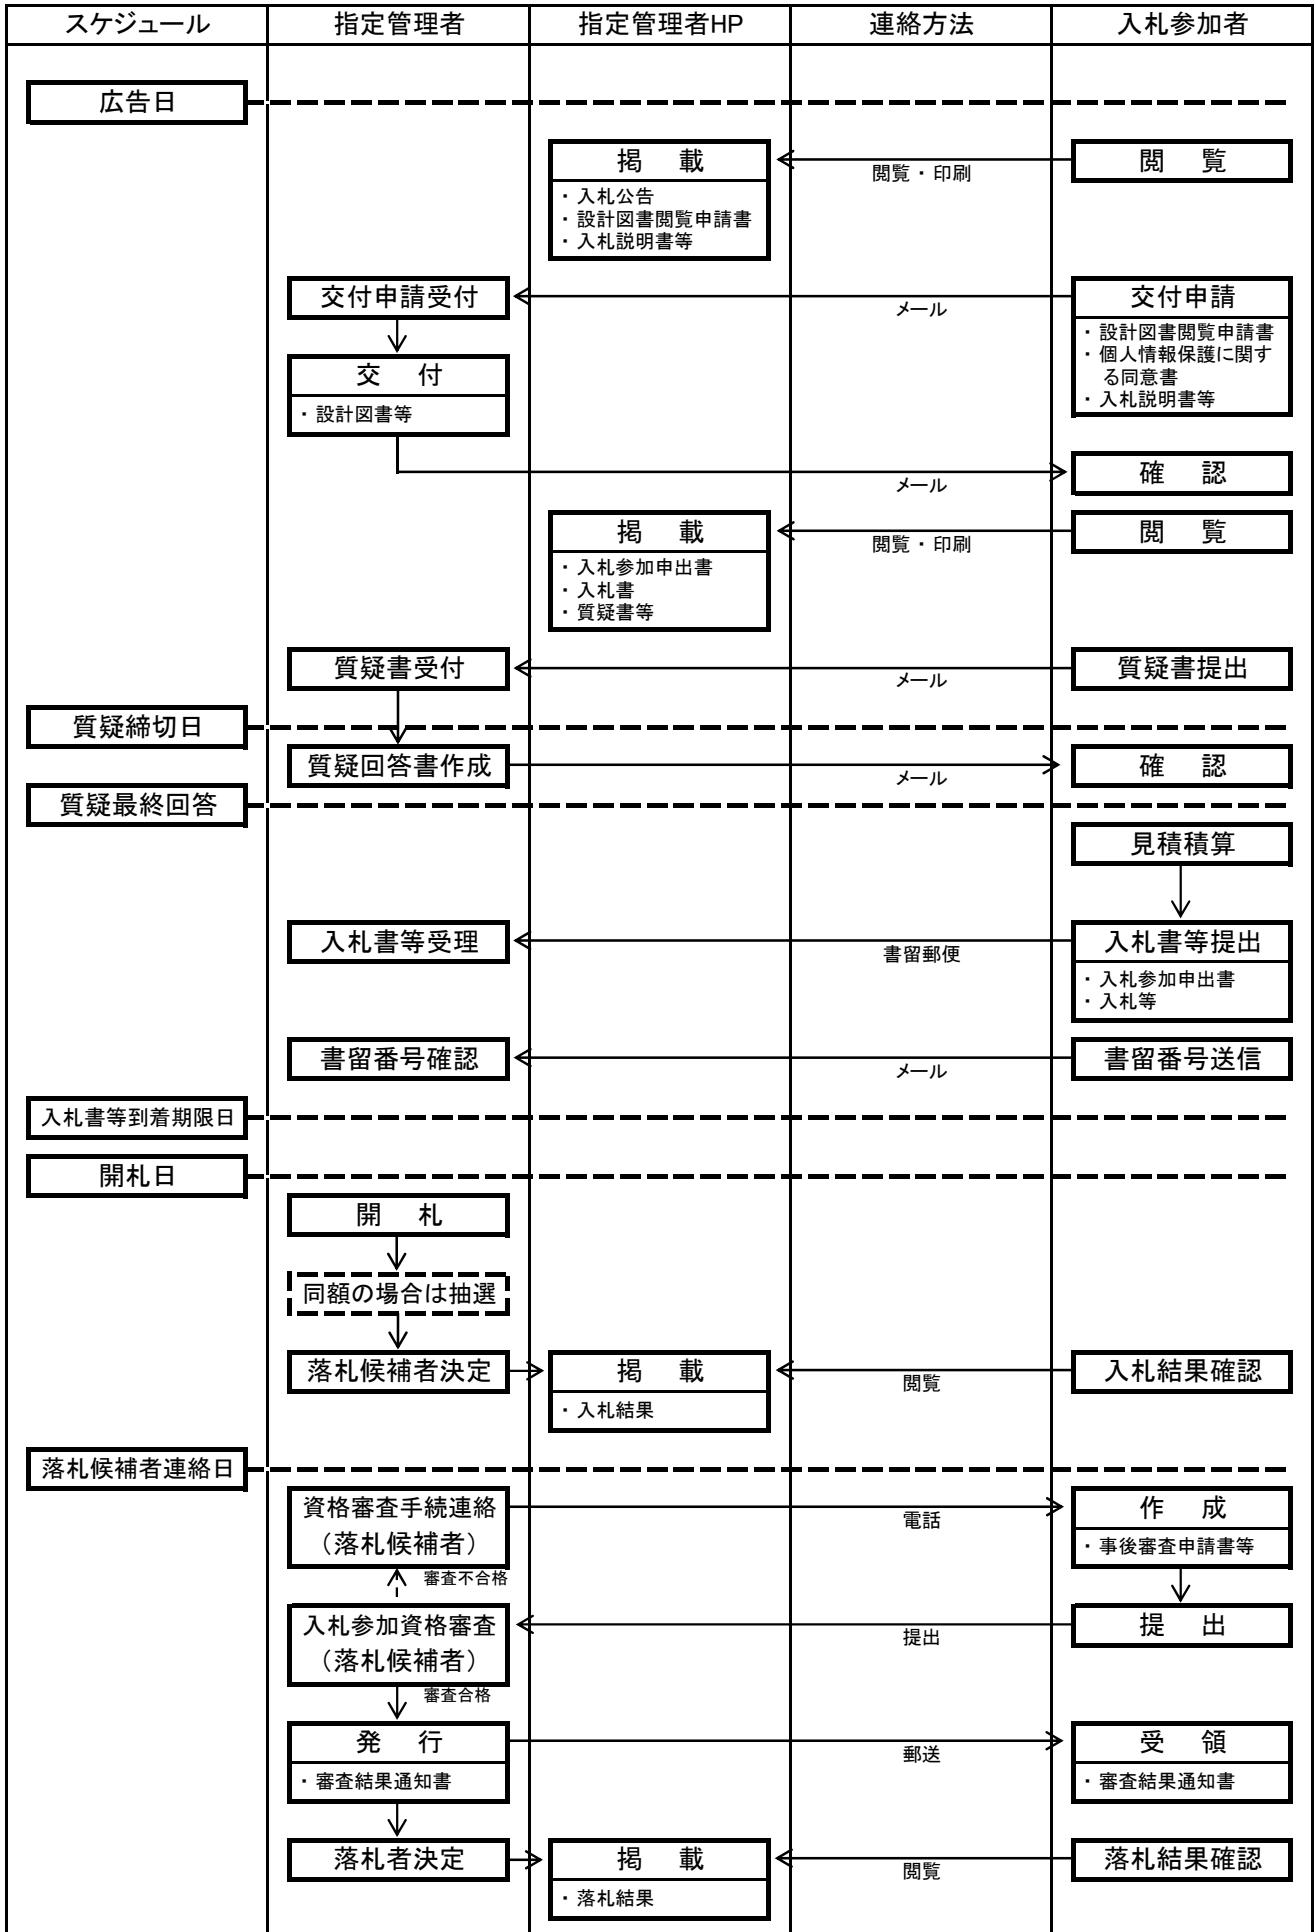 スケジュール
指定管理者
指定管理者HP
連絡方法
入札参加者
広告日
掲　載
閲覧・印刷
閲　覧
・入札公告
・設計図書閲覧申請書
・入札説明書等
交付申請受付
メール
交付申請
・設計図書閲覧申請書
・個人情報保護に関す
る同意書
・入札説明書等
交　付
・設計図書等
メール
確　認
掲　載
閲覧・印刷
閲　覧
・入札参加申出書
・入札書
・質疑書等
質疑書受付
メール
質疑書提出
質疑締切日
質疑回答書作成
メール
確　認
質疑最終回答
見積積算
入札書等受理
書留郵便
入札書等提出
・入札参加申出書
・入札等
書留番号確認
メール
書留番号送信
入札書等到着期限日
開札日
開　札
同額の場合は抽選
落札候補者決定
掲　載
閲覧
入札結果確認
・入札結果
落札候補者連絡日
資格審査手続連絡
（落札候補者）
電話
作　成
・事後審査申請書等
審査不合格
入札参加資格審査
（落札候補者）
提出
提　出
審査合格
発　行
・審査結果通知書
郵送
受　領
・審査結果通知書
落札者決定
掲　載
閲覧
落札結果確認
・落札結果